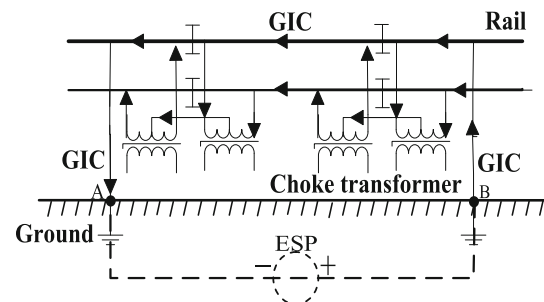 GIC
Rail
GIC
GIC
Choke transformer
A
B
Ground
ESP
− +